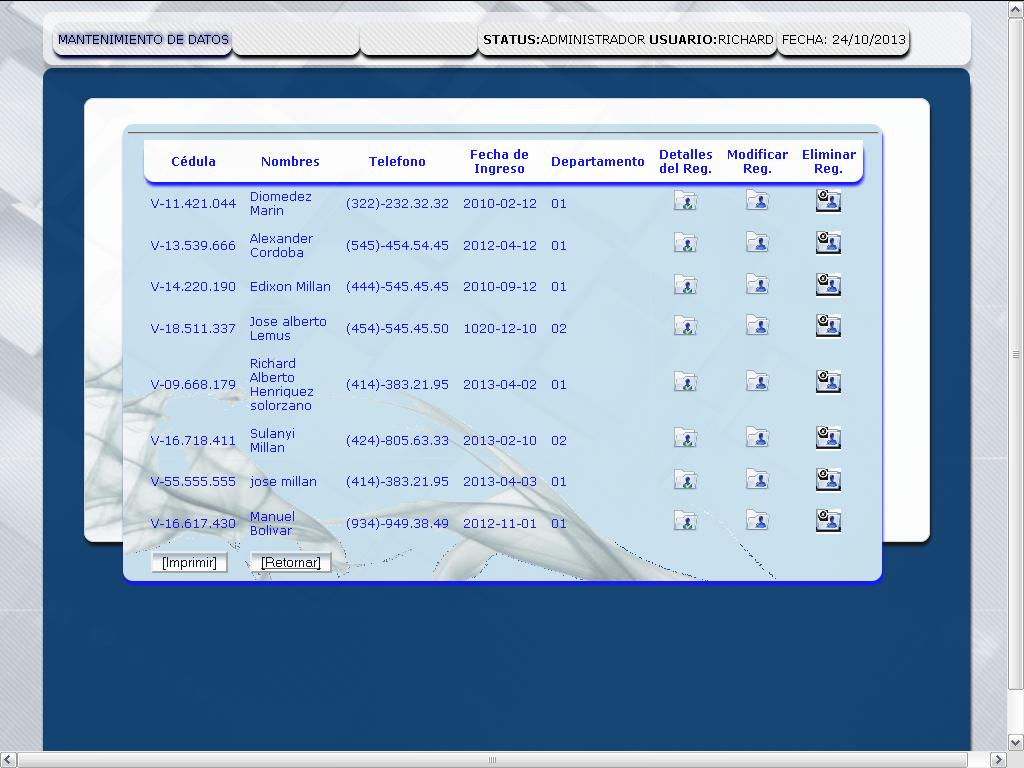 MANTENIMIENTO DE DATOS STATUS:ADMINISTRADOR USUARIO:RICHARD FECHA: 24/10/2013
Cédula Nombres Telefono Fecha de Ingreso Departamento Detalles del Reg. Modificar Reg. Eliminar Reg.
V-11.421.044 Diomedez Marin (322)-232.32.32 2010-02-12 01
V-13.539.666 Alexander Cordoba (545)-454.54.45 2012-04-12 01
V-14.220.190 Edixon Millan (444)-545.45.45 2010-09-12 01
V-18.511.337 Jose alberto Lemus (454)-545.45.50 1020-12-10 02
V-09.668.179 Richard Alberto Henriquez solorzano (414)-383.21.95 2013-04-02 01
V-16.718.411 Sulanyi Millan (424)-805.63.33 2013-02-10 02
V-55.555.555 jose millan (414)-383.21.95 2013-04-03 01
V-16.617.430 Manuel Bolivar (934)-949.38.49 2012-11-01 01
[Imprimir] [Retornar]